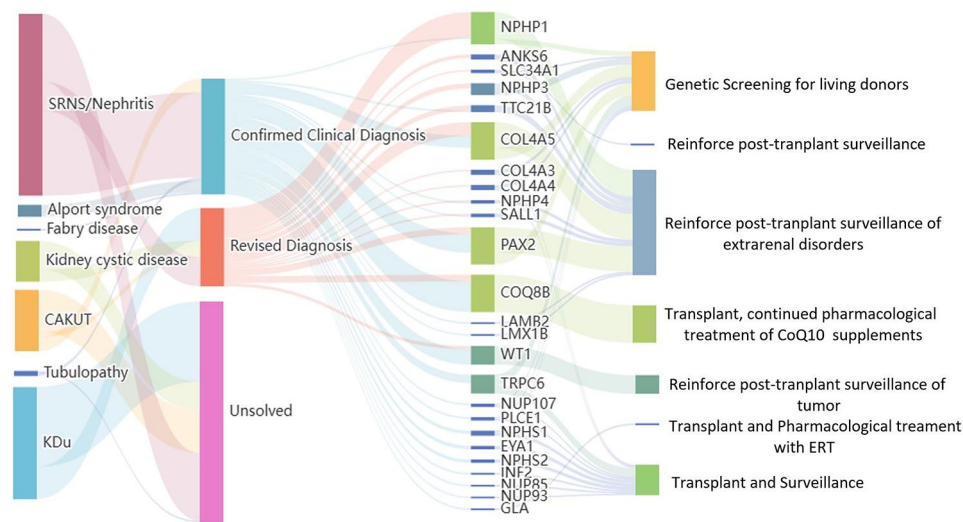 SRNS/Nephritis
Alport syndrome
Fabry disease
Kidney cystic disease
CAKUT
Tubulopathy
KDu
Confirmed Clinical Diagnosis
Revised Diagnosis
Unsolved
NPHP1
ANKS6
SLC34A1
NPHP3
TTC21B
COL4A5
COL4A3
COL4A4
NPHP4
SALL1
PAX2
COQ8B
LAMB2
LMX1B
WT1
TRPC6
NUP107
PLCE1
NPHS1
EYA1
NPHS2
INF2
NUP85
NUP93
GLA
Genetic Screening for living donors
Reinforce post-tranplant surveillance
Reinforce post-tranplant surveillance of
extrarenal disorders
Transplant, continued pharmacological
treatment of CoQ10 supplements
Reinforce post-tranplant surveillance of
tumor
Transplant and Pharmacological treament
with ERT
Transplant and Surveillance